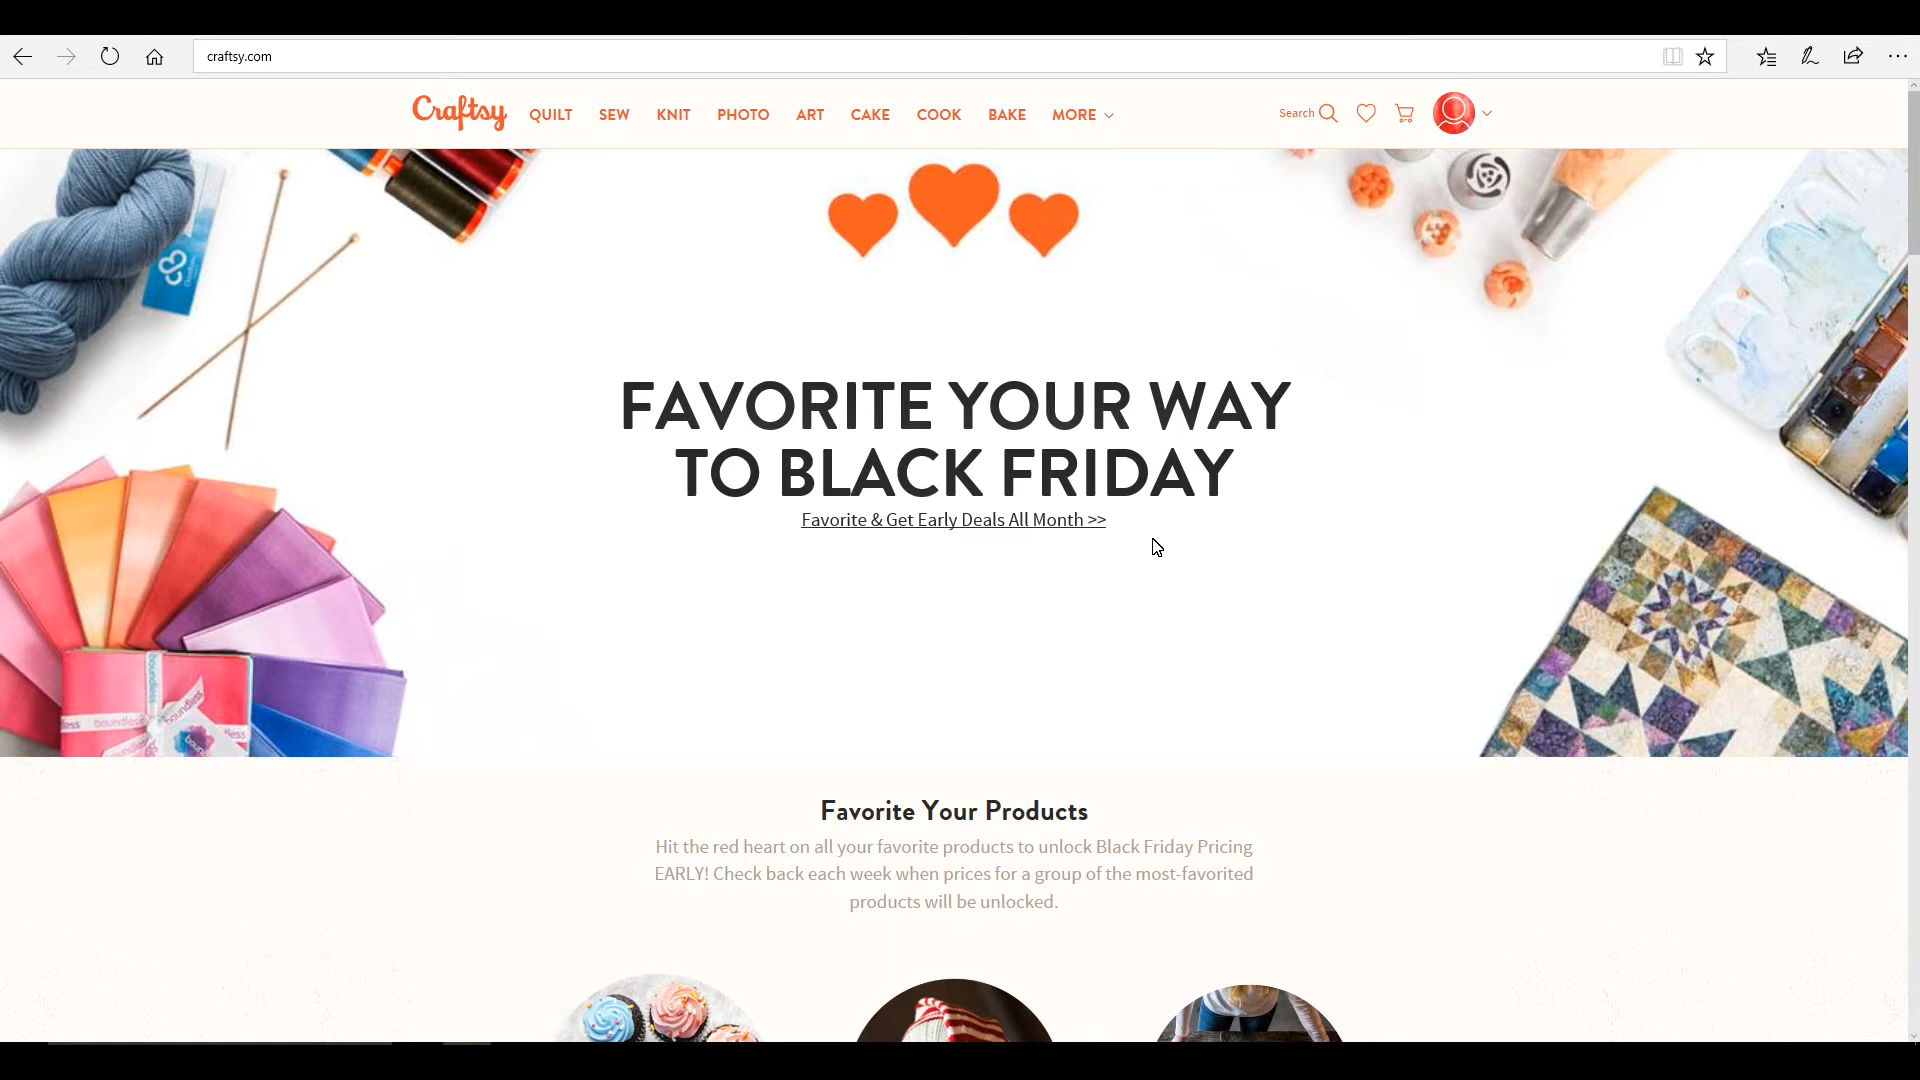 craftsy.com
Craftsy QUILT SEW KNIT PHOTO ART CAKE COOK BAKE MORE Search
FAVORITE YOUR WAY
TO BLACK FRIDAY
Favorite & Get Early Deals All Month >>
boundless
boundless
boundless
Favorite Your Products
Hit the red heart on all your favorite products to unlock Black Friday Pricing
EARLY! Check back each week when prices for a group of the most-favorited
products will be unlocked.